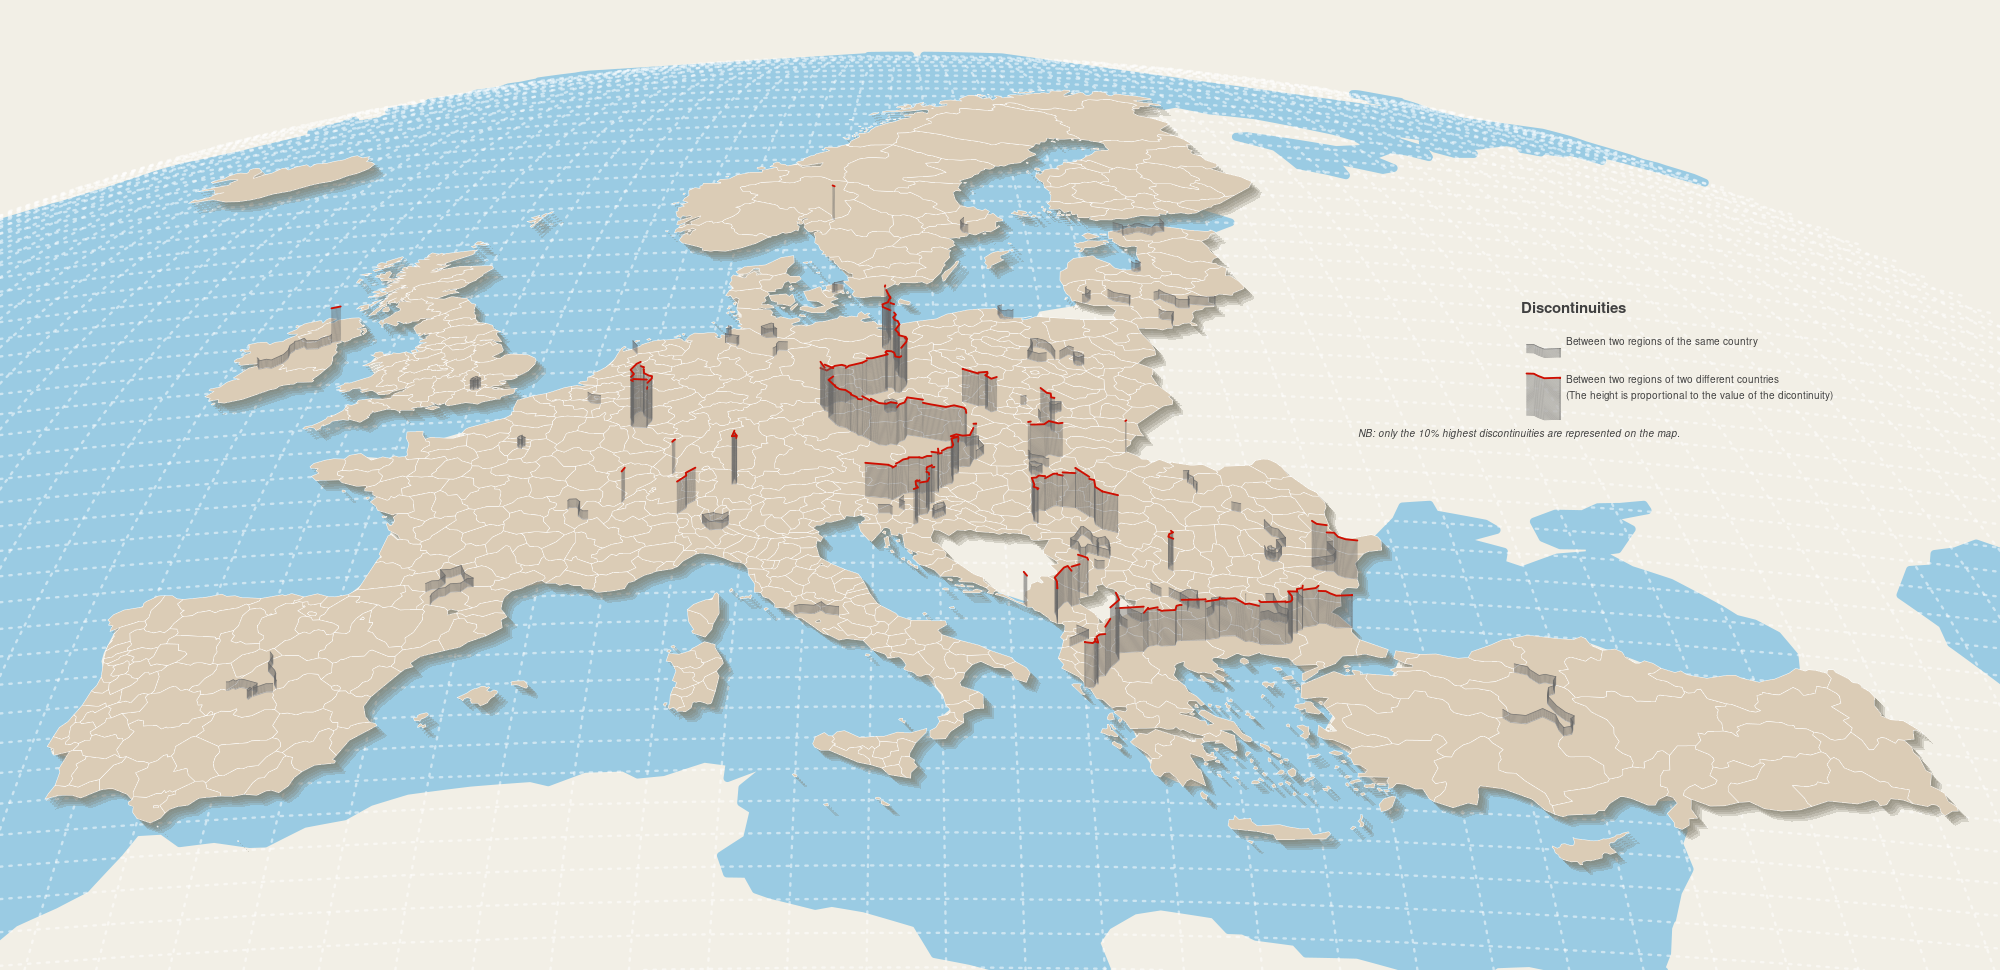 Discontinuities
Between two regions of the same country
Between two regions of two different countries
(The height is proportional to the value of the dicontinuity)
NB: only the 10% highest discontinuities are represented on the map.